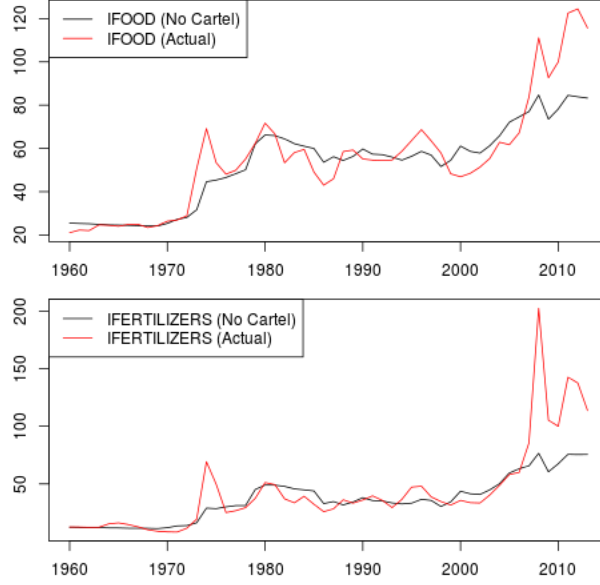 IFOOD (No Cartel)
IFOOD (Actual)
120
100
80
60
40
20
1960 1970 1980 1990 2000 2010
IFERTILIZERS (No Cartel)
IFERTILIZERS (Actual)
200
150
100
50
1960 1970 1980 1990 2000 2010